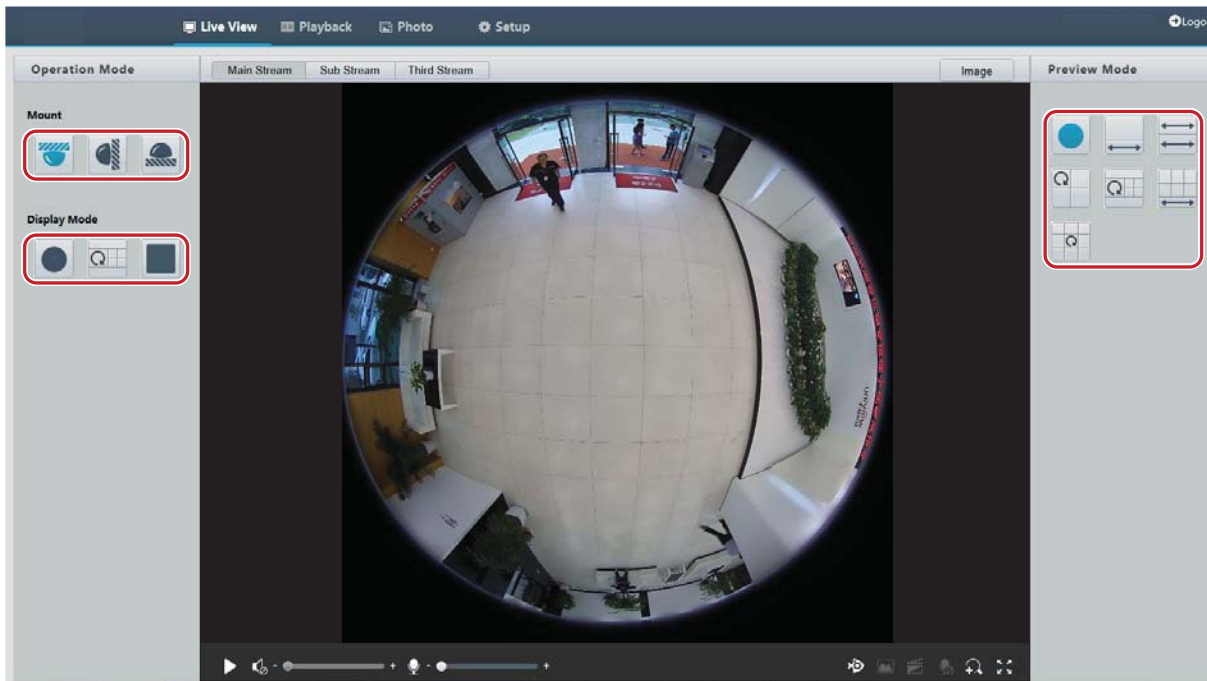 Live View
Playback
Photo
Setup
Logo
Operation Mode
Main Stream
Sub Stream
Third Stream
Image
Preview Mode
Mount
Display Mode
- +
- +